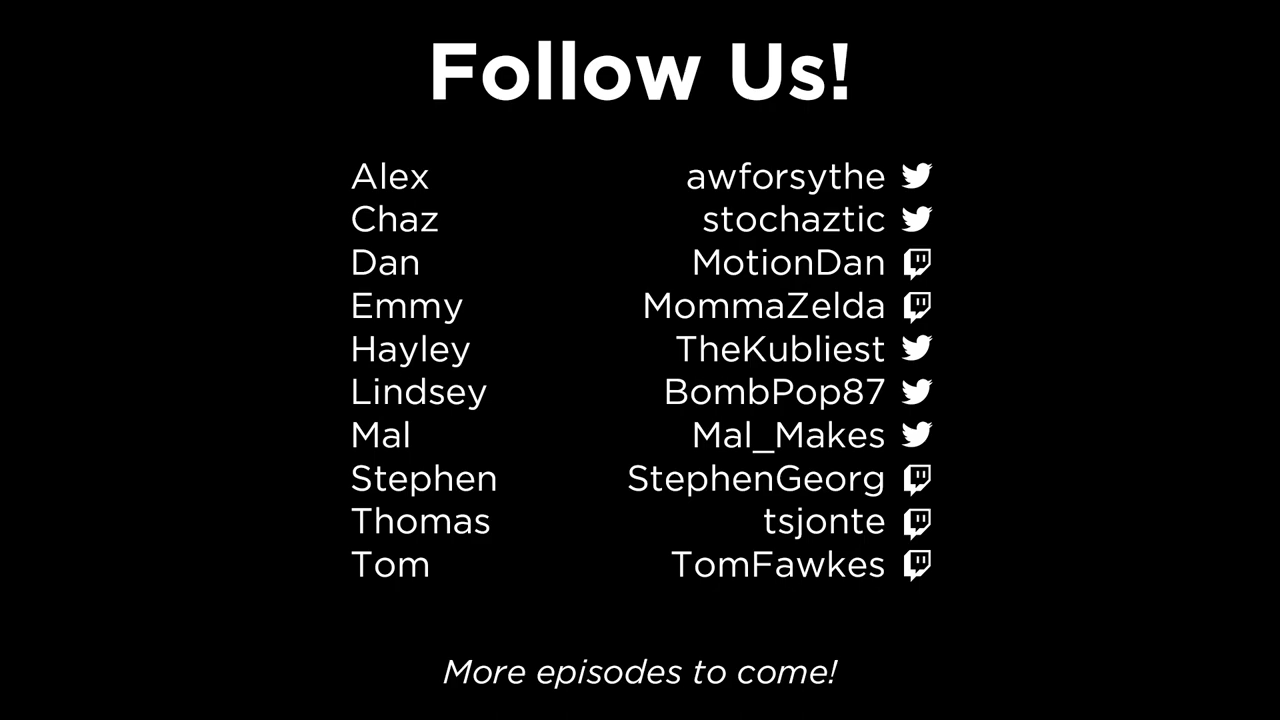 Follow Us!
Alex awforsythe
Chaz stochaztic
Dan MotionDan
Emmy MommaZelda
Hayley TheKubliest
Lindsey BombPop87
Mal Mal_Makes
Stephen StephenGeorg
Thomas tsjonte
Tom TomFawkes
More episodes to come!